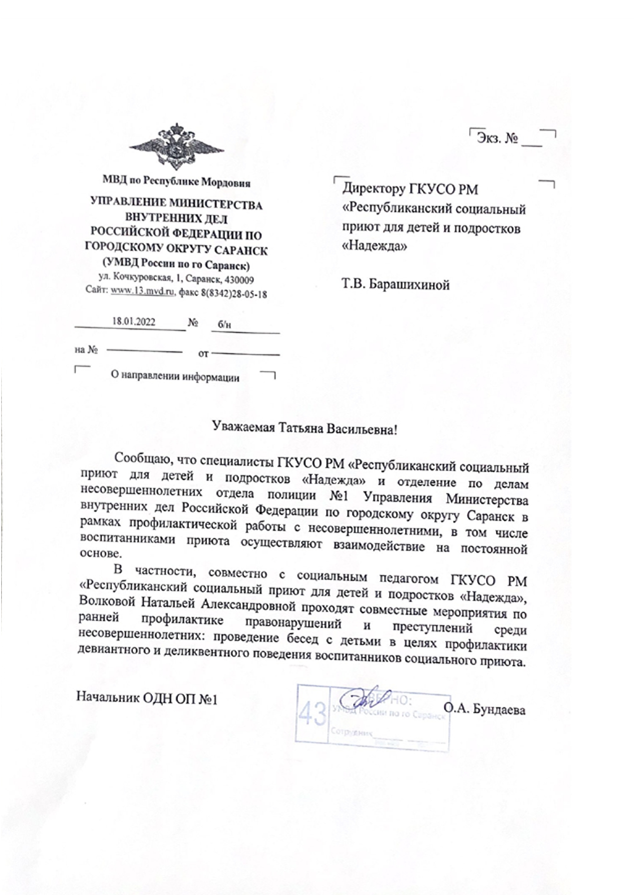 Экз. № ___
МВД по Республике Мордовия
УПРАВЛЕНИЕ МИНИСТЕРСТВА
ВНУТРЕННИХ ДЕЛ
РОССИЙСКОЙ ФЕДЕРАЦИИ ПО
ГОРОДСКОМУ ОКРУГУ САРАНСК
(УМВД России по го Саранск)
ул. Кочкуровская, 1, Саранск, 430009
Сайт: www.13.mvd.ru, факс 8(8342)28-05-18
18.01.2022 № б/н
на № от
О направлении информации
Директору ГКУСО РМ
«Республиканский социальный
приют для детей и подростков
«Надежда»
Т.В. Барашихиной
Уважаемая Татьяна Васильевна!
Сообщаю, что специалисты ГКУСО РМ «Республиканский социальный
приют для детей и подростков «Надежда» и отделение по делам
несовершеннолетних отдела полиции №1 Управления Министерства
внутренних дел Российской Федерации по городскому округу Саранск в
рамках профилактической работы с несовершеннолетними, в том числе
воспитанниками приюта осуществляют взаимодействие на постоянной
основе.
В частности, совместно с социальным педагогом ГКУСО РМ
«Республиканский социальный приют для детей и подростков «Надежда»,
Волковой Натальей Александровной проходят совместные мероприятия по
ранней профилактике правонарушений и преступлений среди
несовершеннолетних: проведение бесед с детьми в целях профилактики
девиантного и деликвентного поведения воспитанников социального приюта.
Начальник ОДН ОП №1
О.А. Бундаева
43
ВЕРНО:
УМВД России по го Саранск
Сотрудник